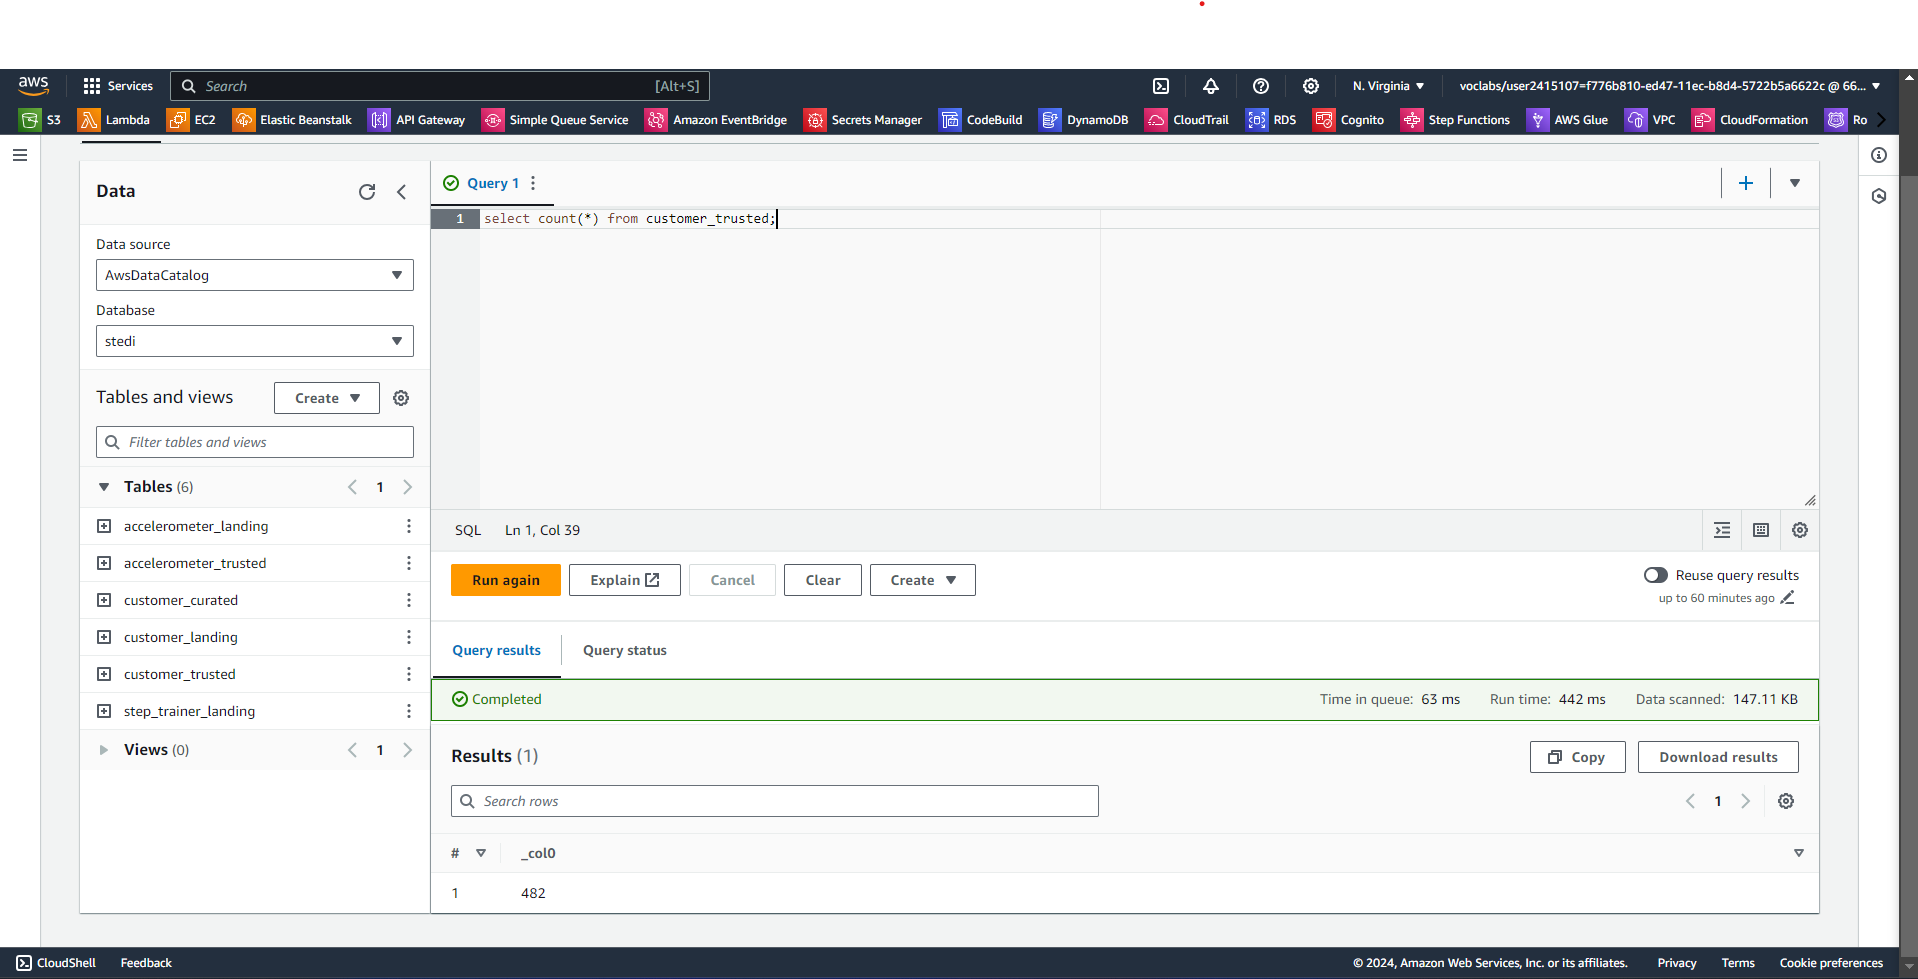 aws Services Search [Alt+S] N. Virginia voclabs/user2415107=f776b810-ed47-11ec-b8d4-5722b5a6622c @ 66...
S3 Lambda EC2 Elastic Beanstalk API Gateway Simple Queue Service Amazon EventBridge Secrets Manager CodeBuild DynamoDB CloudTrail RDS Cognito Step Functions AWS Glue VPC CloudFormation Ro
Data
Data source
AwsDataCatalog
Database
stedi
Tables and views Create
Filter tables and views
Tables (6) 1
accelerometer_landing
accelerometer_trusted
customer_curated
customer_landing
customer_trusted
step_trainer_landing
Views (0) 1
Query 1
1 select count(*) from customer_trusted;
SQL Ln 1, Col 39
Run again Explain Cancel Clear Create
Reuse query results
up to 60 minutes ago
Query results Query status
Completed Time in queue: 63 ms Run time: 442 ms Data scanned: 147.11 KB
Results (1) Copy Download results
Search rows 1
# _col0
1 482
CloudShell Feedback © 2024, Amazon Web Services, Inc. or its affiliates. Privacy Terms Cookie preferences